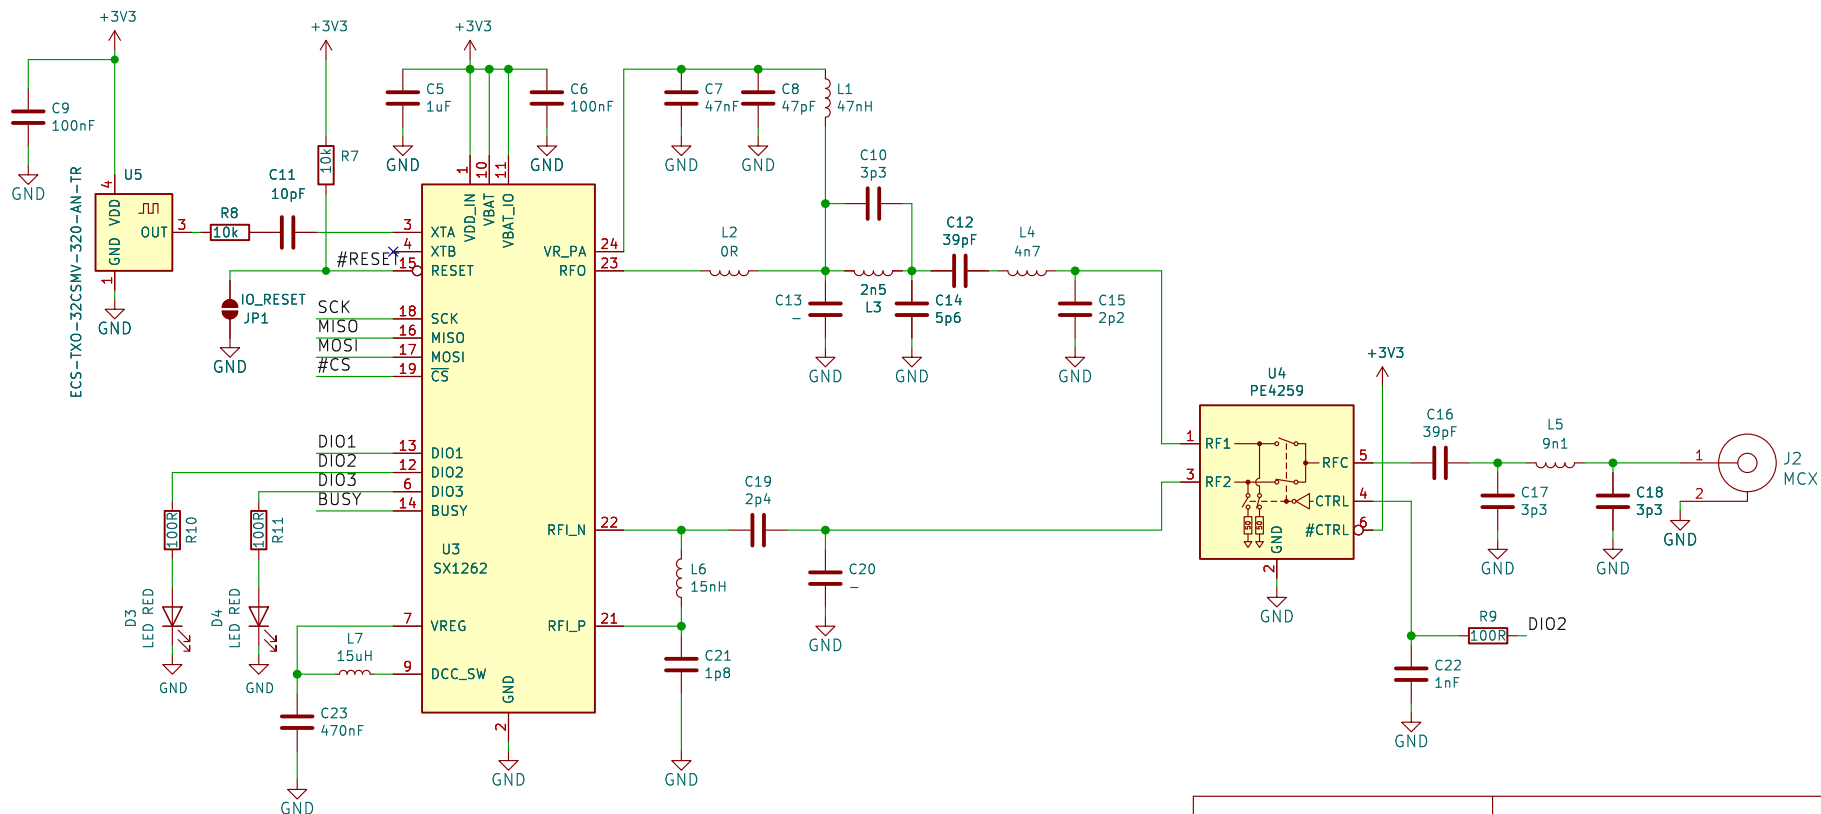 +3V3
C9
100nF
GND
ECS-TXO-32CSMV-320-AN-TR
U5
4
VDD
OUT
3
GND
1
GND
R8
10k
C11
10pF
+3V3
10k
R7
#RESET
IO_RESET
JP1
GND
+3V3
C5
1uF
GND
C6
100nF
GND
1
10
11
VDD_IN
VBAT
VBAT_IO
3
XTA
4
XTB
15
RESET
SCK
18
SCK
MISO
16
MISO
MOSI
17
MOSI
#CS
19
CS
DIO1
13
DIO1
DIO2
12
DIO2
DIO3
6
DIO3
BUSY
14
BUSY
U3
SX1262
7
VREG
9
DCC_SW
GND
2
GND
VR_PA
24
RFO
23
RFI_N
22
RFI_P
21
100R
R10
D3
LED RED
GND
100R
R11
D4
LED RED
GND
L7
15uH
C23
470nF
GND
C7
47nF
GND
C8
47pF
GND
L1
47nH
C10
3p3
L2
0R
C13
–
GND
2n5
L3
C12
39pF
C14
5p6
GND
L4
4n7
C15
2p2
GND
C19
2p4
L6
15nH
C20
–
GND
C21
1p8
GND
U4
PE4259
1
RF1
3
RF2
RFC
5
CTRL
4
#CTRL
6
50
50
GND
2
GND
+3V3
C16
39pF
L5
9n1
C17
3p3
GND
C18
3p3
GND
1
2
J2
MCX
GND
R9
100R
DIO2
C22
1nF
GND